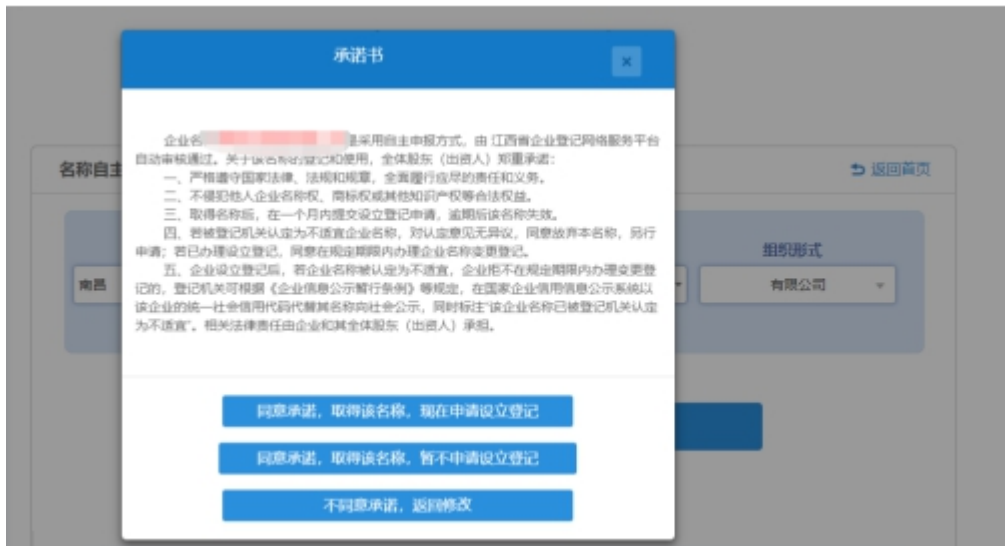 承诺书
×
企业名 是采用自主申报方式，由 江西省企业登记网络服务平台
自动审核通过。关于该名称的登记和使用，全体股东（出资人）郑重承诺：
一、严格遵守国家法律、法规和规章，全面履行应尽的责任和义务。
二、不侵犯他人企业名称权、商标权或其他知识产权等合法权益。
三、取得名称后，在一个月内提交设立登记申请，逾期后该名称失效。
四、若被登记机关认定为不适宜企业名称，对认定意见无异议，同意放弃本名称，另行
申请；若已办理设立登记，同意在规定期限内办理企业名称变更登记。
五、企业设立登记后，若企业名称被认定为不适宜，企业拒不在规定期限内办理变更登
记的，登记机关可根据《企业信息公示暂行条例》等规定，在国家企业信用信息公示系统以
该企业的统一社会信用代码代替其名称向社会公示，同时标注“该企业名称已被登记机关认定
为不适宜”。相关法律责任由企业和其全体股东（出资人）承担。
名称自主
返回首页
组织形式
南昌
有限公司
同意承诺，取得该名称，现在申请设立登记
同意承诺，取得该名称，暂不申请设立登记
不同意承诺，返回修改